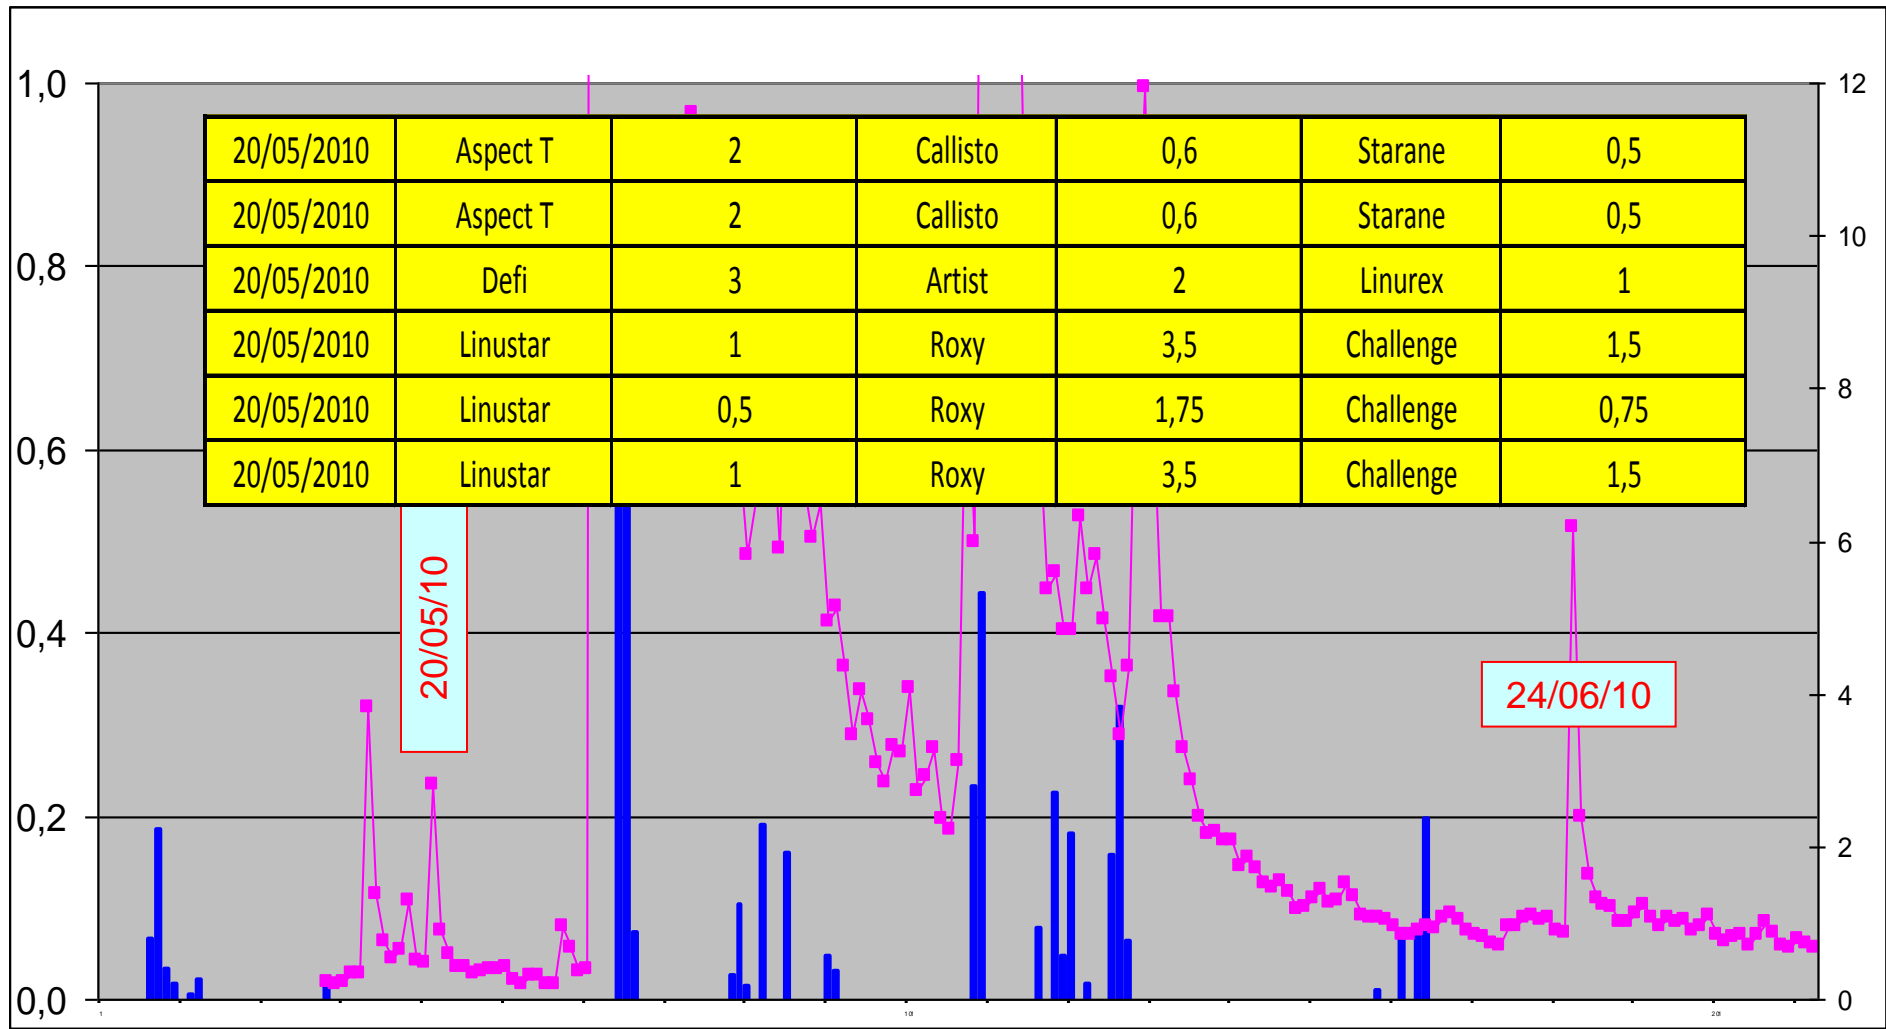 1,0
12
20/05/2010 Aspect T 2 Callisto 0,6 Starane 0,5
20/05/2010 Aspect T 2 Callisto 0,6 Starane 0,5
10
0,8
20/05/2010 Defi 3 Artist 2 Linurex 1
20/05/2010 Linustar 1 Roxy 3,5 Challenge 1,5
8
20/05/2010 Linustar 0,5 Roxy 1,75 Challenge 0,75
0,6
20/05/2010 Linustar 1 Roxy 3,5 Challenge 1,5
6
20/05/10
0,4
24/06/10
4
0,2
2
0,0
0
1 101 201